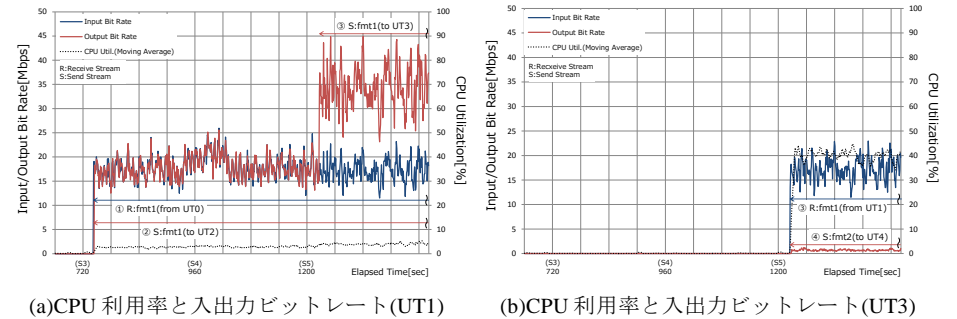 Input Bit Rate
Output Bit Rate
CPU Util.(Moving Average)
R:Receive Stream
S:Send Stream
③ S:fmt1(to UT3)
① R:fmt1(from UT0)
② S:fmt1(to UT2)
Input/Output Bit Rate[Mbps]
50
45
40
35
30
25
20
15
10
5
0
100
90
80
70
60
50
40
30
20
10
0
CPU Utilization[%]
(S3)
720
(S4)
960
(S5)
1200
Elapsed Time[sec]
(a)CPU 利用率と入出力ビットレート(UT1)
Input Bit Rate
Output Bit Rate
CPU Util.(Moving Average)
R:Recxeive Stream
S:Send Stream
③ R:fmt1(from UT1)
④ S:fmt2(to UT4)
Input/Output Bit Rate[Mbps]
50
45
40
35
30
25
20
15
10
5
0
100
90
80
70
60
50
40
30
20
10
0
CPU Utilization[%]
(S3)
720
(S4)
960
(S5)
1200
Elapsed Time[sec]
(b)CPU 利用率と入出力ビットレート(UT3)